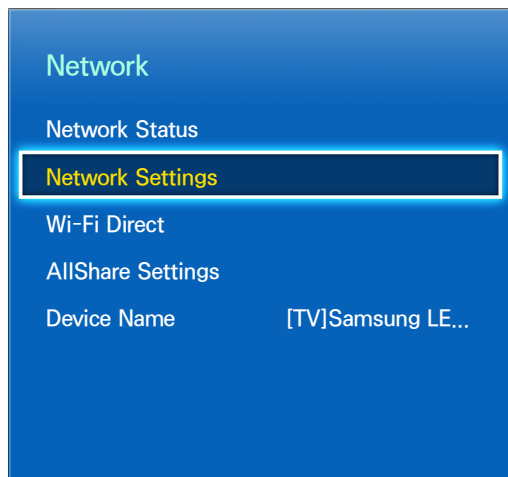 Network
Network Status
Network Settings
Wi-Fi Direct
AllShare Settings
Device Name [TV]Samsung LE...